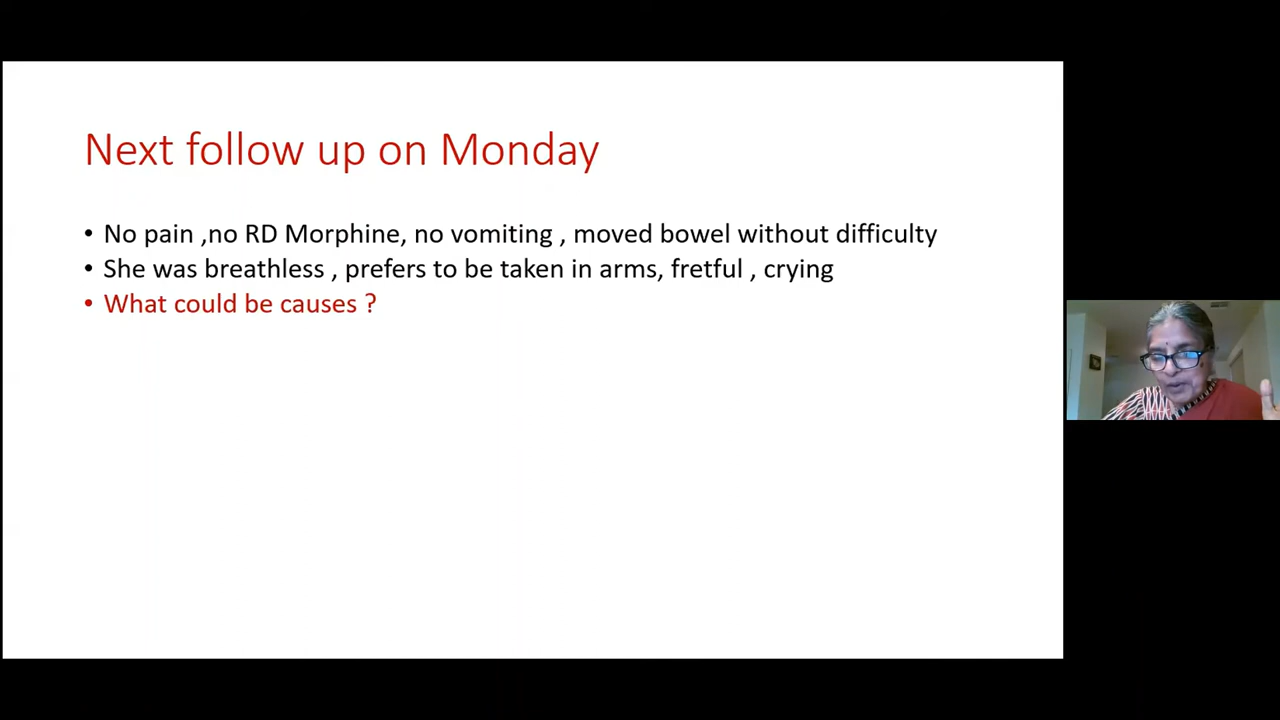 Next follow up on Monday
• No pain ,no RD Morphine, no vomiting , moved bowel without difficulty
• She was breathless , prefers to be taken in arms, fretful , crying
• What could be causes ?